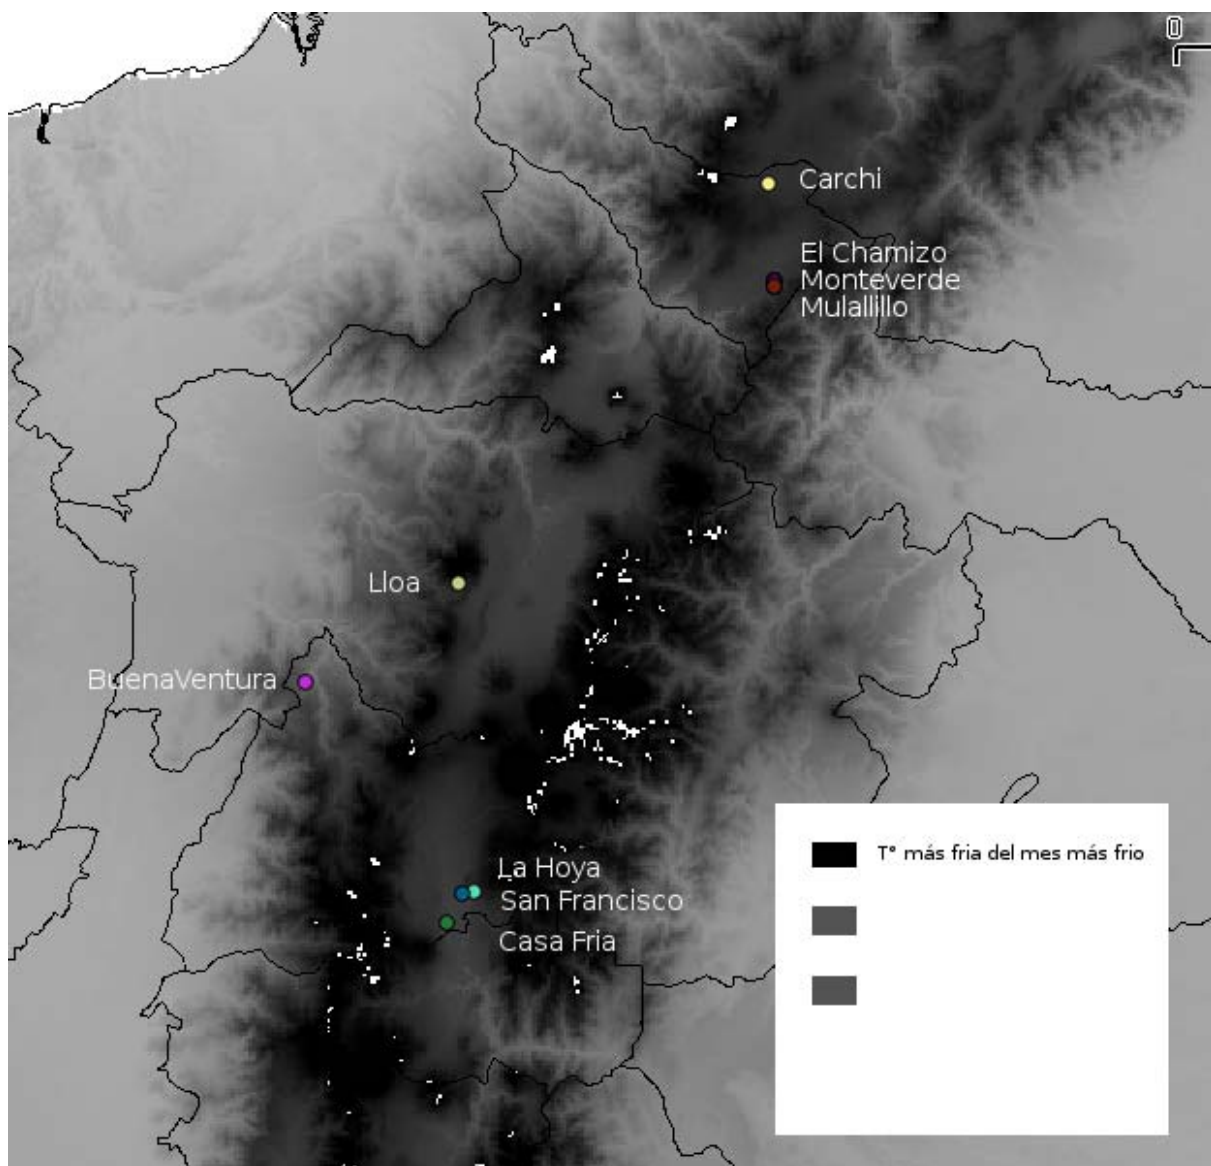 0
Carchi
El Chamizo
Monteverde
Mulallillo
Lloa
BuenaVentura
La Hoya
San Francisco
Casa Fria
T° más fria del mes más frio